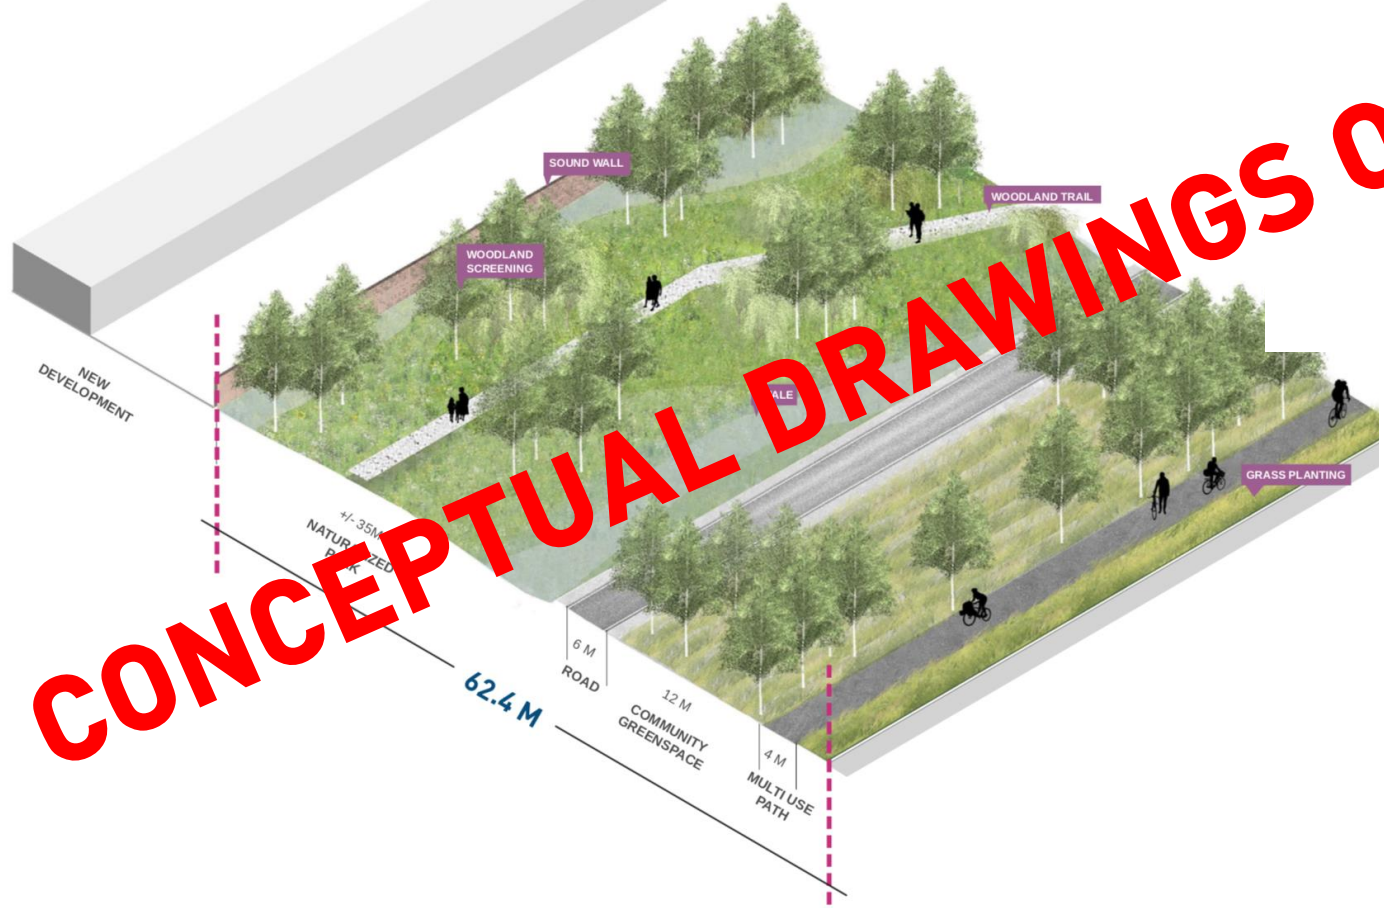 SOUND WALL
WOODLAND TRAIL
WOODLAND
SCREENING
NEW
DEVELOPMENT
GRASS PLANTING
+/- 35M
6 M
ROAD
62.4 M
12 M
COMMUNITY
GREENSPACE
4 M
MULTI USE
PATH
CONCEPTUAL DRAWINGS O